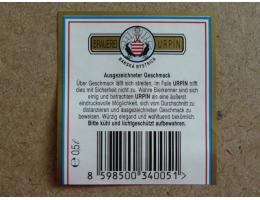 BRAUEREI URPIN
BANSKÁ BYSTRICA
Ausgezeichneter Geschmack
Über Geschmack läßt sich streiten. Im Falle URPIN trifft
dies mit Sicherheit nicht zu. Wahre Bierkenner sind sich
einig und betrachten URPIN als eine äußerst
eindrucksvolle Möglichkeit, sich vom Durchschnitt zu
distanzieren und ausgezeichneten Geschmack zu
beweisen. Würzig elegant und wohltuend bekömlich.
Bitte kühl und lichtgeschützt aufbewahren.
℮ 0,5l
8 598500 340051 >